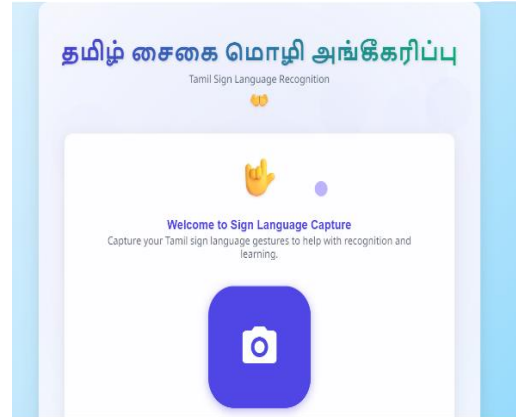 தமிழ் சைகை மொழி அங்கீகரிப்பு
Tamil Sign Language Recognition
Welcome to Sign Language Capture
Capture your Tamil sign language gestures to help with recognition and
learning.